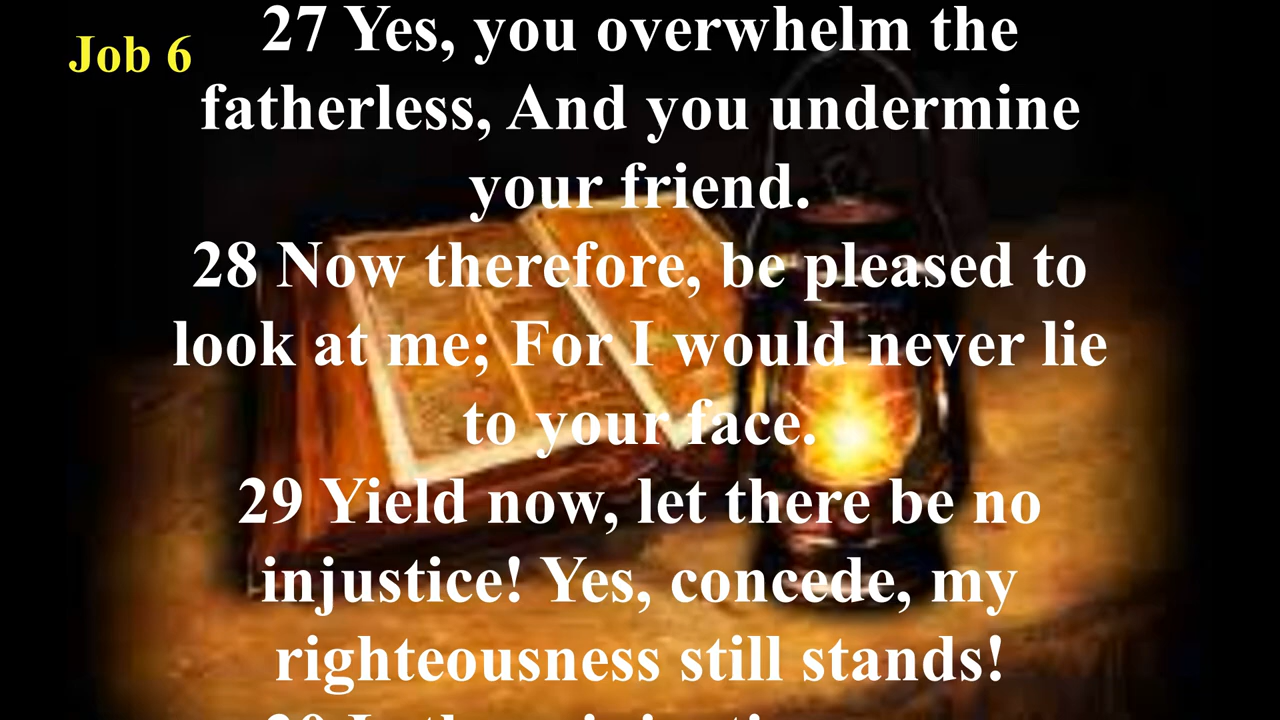 Job 6
27 Yes, you overwhelm the
fatherless, And you undermine
your friend.
28 Now therefore, be pleased to
look at me; For I would never lie
to your face.
29 Yield now, let there be no
injustice! Yes, concede, my
righteousness still stands!